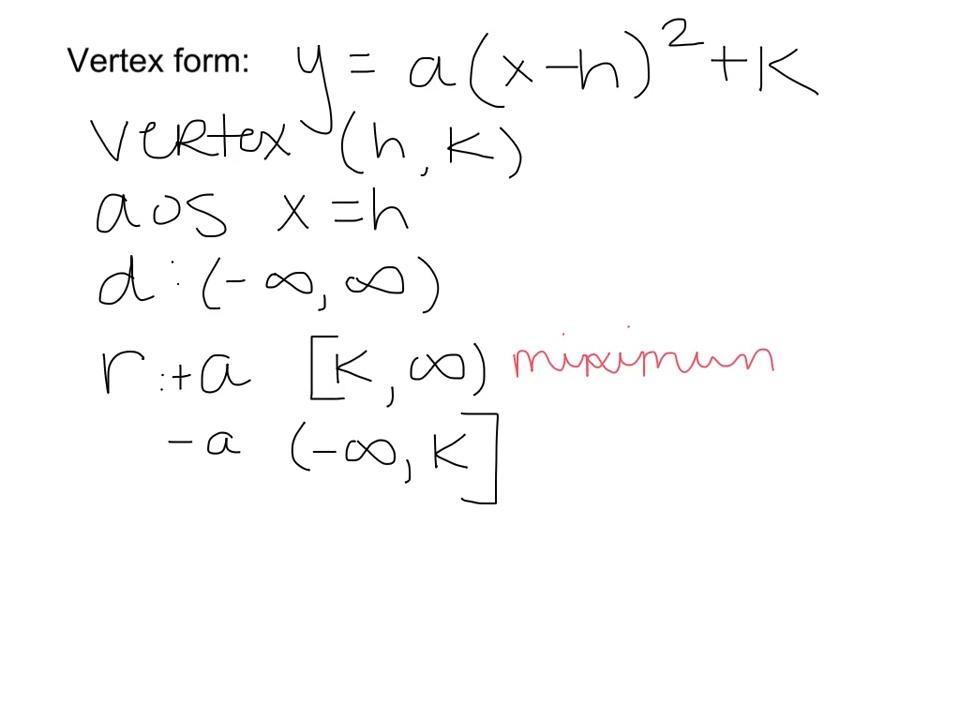 Vertex form: y = a(x-h)²+K
vertex (h, K)
aos x = h
d: (-∞, ∞)
r: +a [K, ∞)
-a (-∞, K]